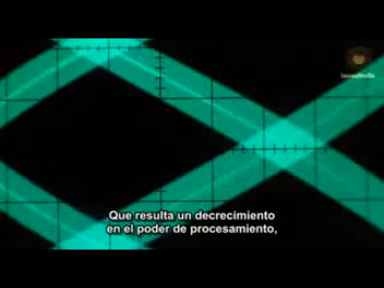 Que resulta un decrecimiento
en el poder de procesamiento,